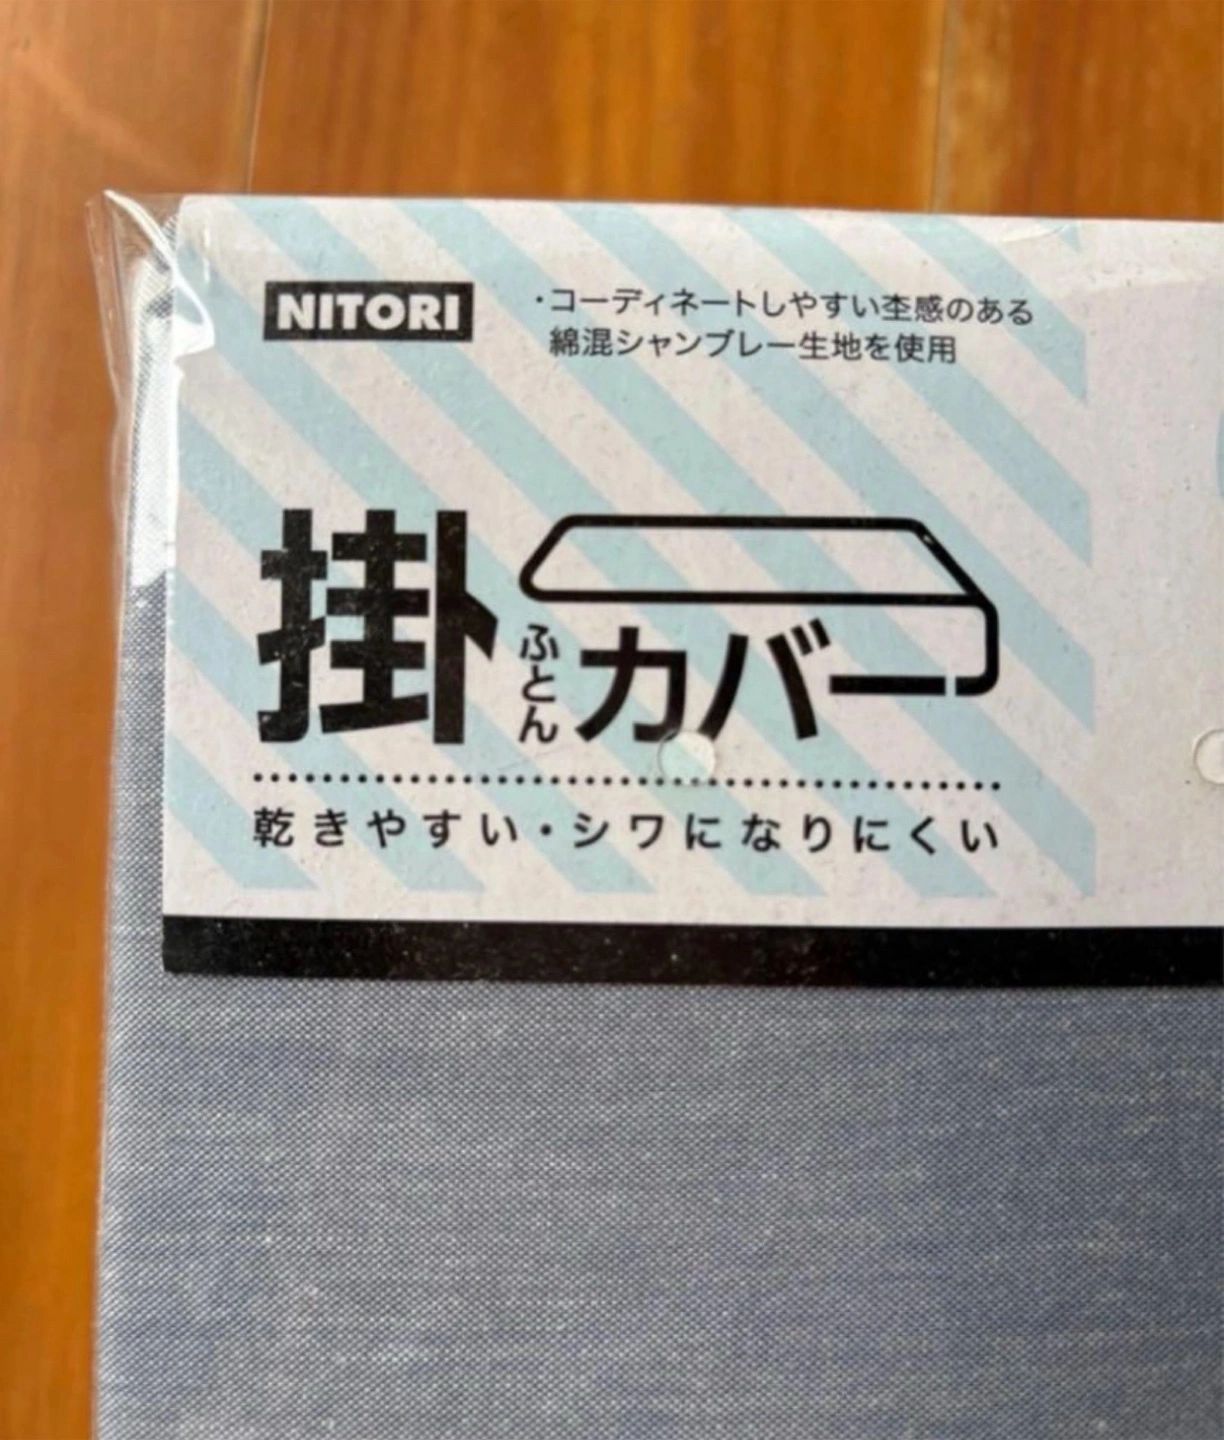 NITORI
・コーディネートしやすい杢感のある
綿混シャンブレー生地を使用
掛ふとんカバー
乾きやすい・シワになりにくい